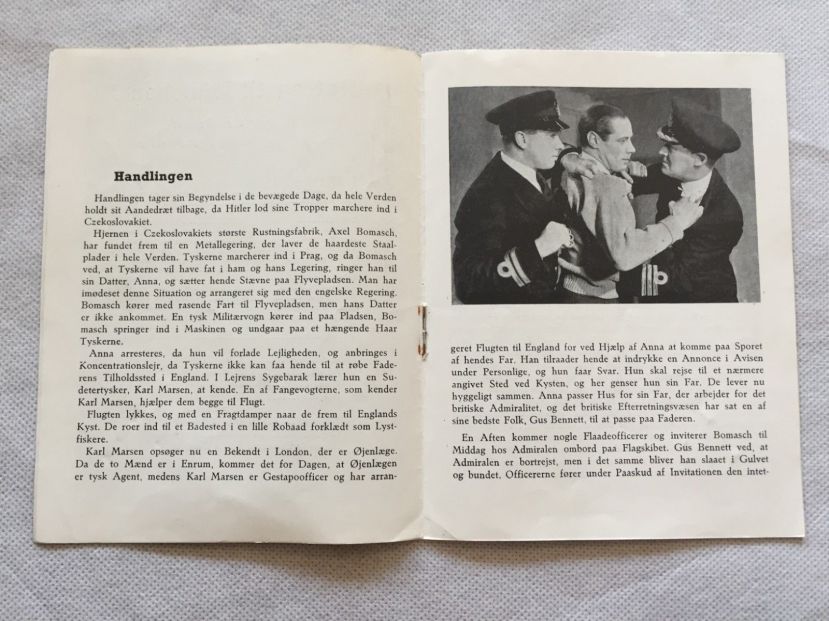 Handlingen
Handlingen tager sin Begyndelse i de bevægede Dage, da hele Verden
holdt sit Aandedræt tilbage, da Hitler lod sine Tropper marchere ind i
Czekoslovakiet.
Hjernen i Czekoslovakiets største Rustningsfabrik, Axel Bomasch,
har fundet frem til en Metallegering, der laver de haardeste Staal-
plader i hele Verden. Tyskerne marcherer ind i Prag, og da Bomasch
ved, at Tyskerne vil have fat i ham og hans Legering, ringer han til
sin Datter, Anna, og sætter hende Stævne paa Flyvepladsen. Man har
imødeset denne Situation og arrangeret sig med den engelske Regering.
Bomasch kører med rasende Fart til Flyvepladsen, men hans Datter
er ikke ankommet. En tysk Militærvogn kører ind paa Pladsen, Bo-
masch springer ind i Maskinen og undgaar paa et hængende Haar
Tyskerne.
Anna arresteres, da hun vil forlade Lejligheden, og anbringes i
Koncentrationslejr, da Tyskerne ikke kan faa hende til at røbe Fade-
rens Tilholdssted i England. I Lejrens Sygebarak lærer hun en Su-
detertysker, Karl Marsen, at kende. En af Fangevogterne, som kender
Karl Marsen, hjælper dem begge til Flugt.
Flugten lykkes, og med en Fragtdamper naar de frem til Englands
Kyst. De roer ind til et Badested i en lille Robaad forklædt som Lyst-
fiskere.
Karl Marsen opsøger nu en Bekendt i London, der er Øjenlæge.
Da de to Mænd er i Enrum, kommer det for Dagen, at Øjenlægen
er tysk Agent, medens Karl Marsen er Gestapoofficer og har arran-
geret Flugten til England for ved Hjælp af Anna at komme paa Sporet
af hendes Far. Han tilraader hende at indrykke en Annonce i Avisen
under Personlige, og hun faar Svar. Hun skal rejse til et nærmere
angivet Sted ved Kysten, og her genser hun sin Far. De lever nu
hyggeligt sammen. Anna passer Hus for sin Far, der arbejder for det
britiske Admiralitet, og det britiske Efterretningsvæsen har sat en af
sine bedste Folk, Gus Bennett, til at passe paa Faderen.
En Aften kommer nogle Flaadeofficerer og inviterer Bomasch til
Middag hos Admiralen ombord paa Flagskibet. Gus Bennett ved, at
Admiralen er bortrejst, men i det samme bliver han slaaet i Gulvet
og bundet. Officererne fører under Paaskud af Invitationen den intet-